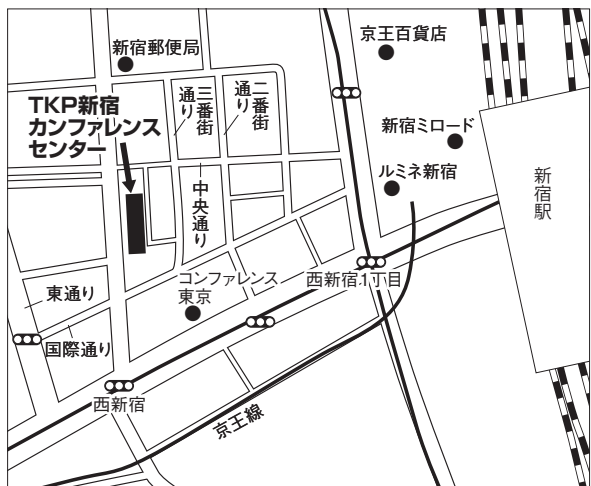 新宿郵便局
京王百貨店
三番街
通り
二番街
通り
TKP新宿
カンファレンス
センター
新宿ミロード
ルミネ新宿
新宿駅
中央通り
コンファレンス
東京
西新宿1丁目
東通り
国際通り
西新宿
京王線